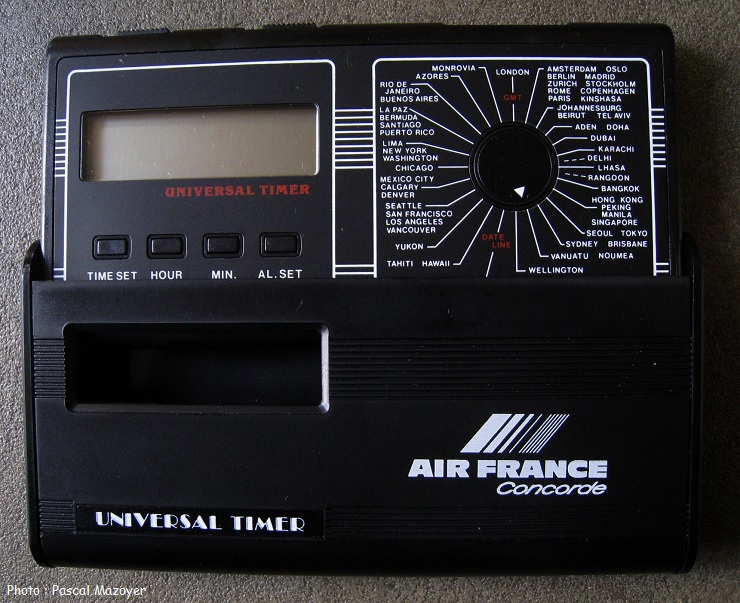 UNIVERSAL TIMER
TIME SET HOUR MIN. AL. SET
MONROVIA
AZORES
RIO DE
JANEIRO
BUENOS AIRES
LA PAZ
BERMUDA
SANTIAGO
PUERTO RICO
LIMA
NEW YORK
WASHINGTON
CHICAGO
MEXICO CITY
CALGARY
DENVER
SEATTLE
SAN FRANCISCO
LOS ANGELES
VANCOUVER
YUKON
TAHITI HAWAII
LONDON
GMT
DATE
LINE
AMSTERDAM OSLO
BERLIN MADRID
ZURICH STOCKHOLM
ROME COPENHAGEN
PARIS KINSHASA
JOHANNESBURG
BEIRUT TEL AVIV
ADEN DOHA
DUBAI
KARACHI
DELHI
LHASA
RANGOON
BANGKOK
HONG KONG
PEKING
MANILA
SINGAPORE
SEOUL TOKYO
SYDNEY BRISBANE
VANUATU NOUMEA
WELLINGTON
AIR FRANCE
Concorde
UNIVERSAL TIMER
Photo : Pascal Mazoyer